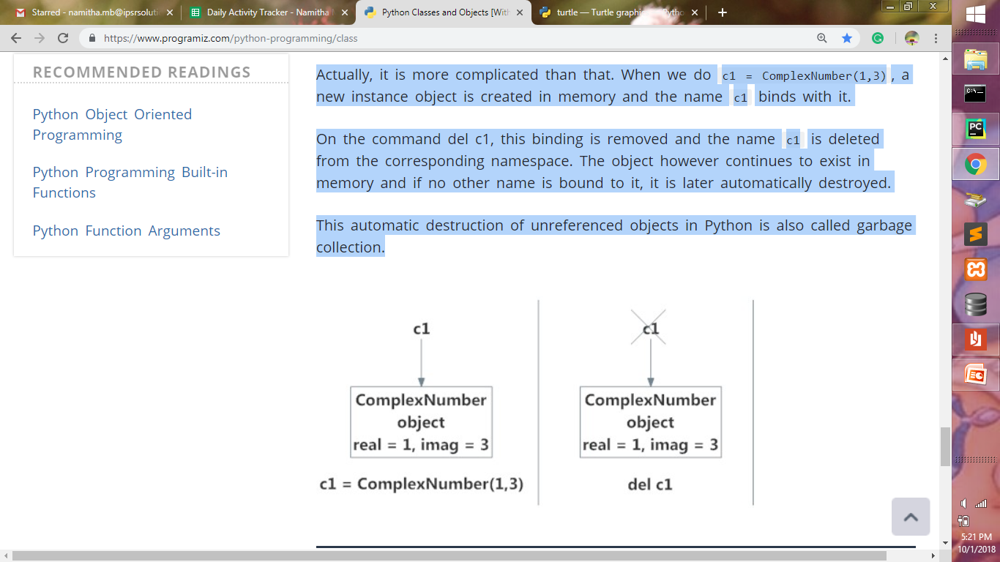 Starred - namitha.mb@ipsrsoluti
Daily Activity Tracker - Namitha
Python Classes and Objects [Wit
turtle — Turtle graphi
https://www.programiz.com/python-programming/class
RECOMMENDED READINGS
Python Object Oriented
Programming
Python Programming Built-in
Functions
Python Function Arguments
Actually, it is more complicated than that. When we do c1 = ComplexNumber(1,3) , a
new instance object is created in memory and the name c1 binds with it.
On the command del c1, this binding is removed and the name c1 is deleted
from the corresponding namespace. The object however continues to exist in
memory and if no other name is bound to it, it is later automatically destroyed.
This automatic destruction of unreferenced objects in Python is also called garbage
collection.
c1
ComplexNumber
object
real = 1, imag = 3
c1 = ComplexNumber(1,3)
c1
ComplexNumber
object
real = 1, imag = 3
del c1
C:\_
PC
5:21 PM
10/1/2018